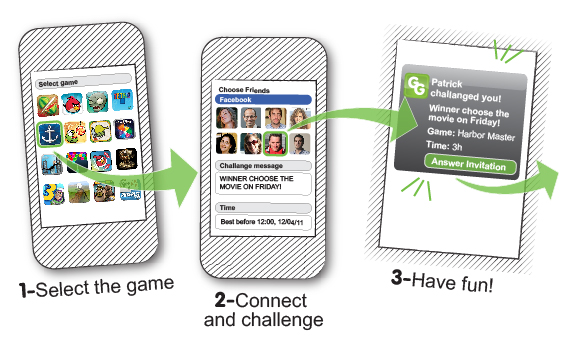 Select game
1-Select the game
Choose Friends
Facebook
Challange message
WINNER CHOOSE THE
MOVIE ON FRIDAY!
Time
Best before 12:00, 12/04/11
2-Connect
and challenge
GG
Patrick
challanged you!
Winner choose the
movie on Friday!
Game: Harbor Master
Time: 3h
Answer Invitation
3-Have fun!